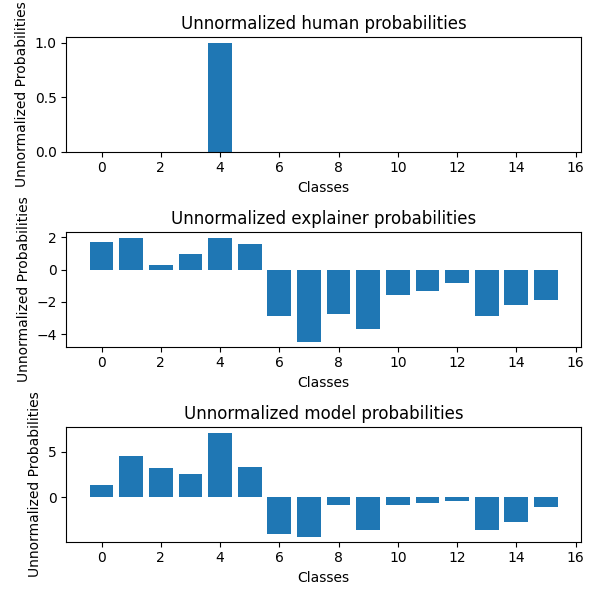 Unnormalized human probabilities
Unnormalized Probabilities
1.0
0.5
0.0
0 2 4 6 8 10 12 14 16
Classes
Unnormalized explainer probabilities
Unnormalized Probabilities
2
0
−2
−4
0 2 4 6 8 10 12 14 16
Classes
Unnormalized model probabilities
Unnormalized Probabilities
5
0
0 2 4 6 8 10 12 14 16
Classes